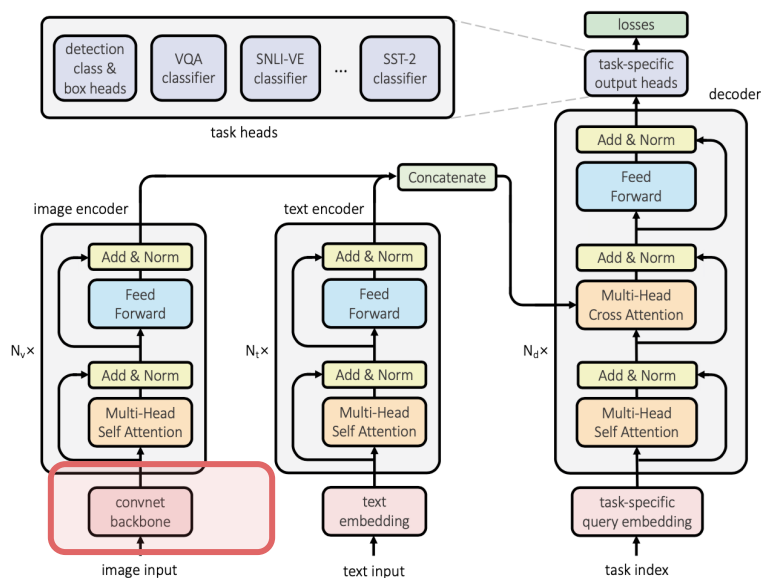 losses
detection
class &
box heads
VQA
classifier
SNLI-VE
classifier
...
SST-2
classifier
task-specific
output heads
task heads
decoder
Add & Norm
Feed
Forward
Concatenate
image encoder
text encoder
Add & Norm
Feed
Forward
Add & Norm
Multi-Head
Self Attention
Nv×
Add & Norm
Feed
Forward
Add & Norm
Multi-Head
Self Attention
Nt×
Add & Norm
Multi-Head
Cross Attention
Add & Norm
Multi-Head
Self Attention
Nd×
convnet
backbone
text
embedding
task-specific
query embedding
image input
text input
task index